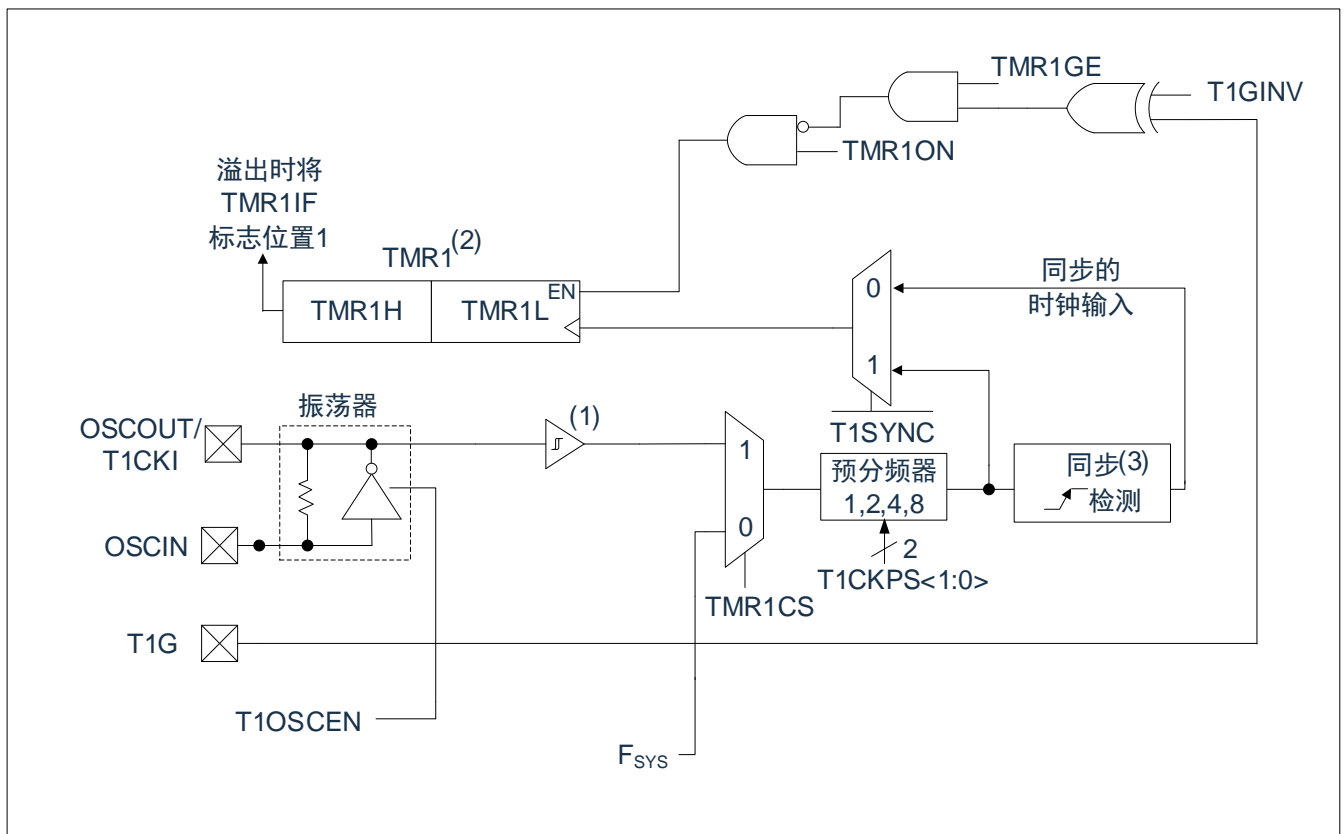 TMR1GE
T1GINV
TMR1ON
溢出时将
TMR1IF
标志位置1
TMR1(2)
EN
TMR1H
TMR1L
0
1
同步的
时钟输入
T1SYNC
振荡器
(1)
OSCOUT/
T1CKI
1
0
预分频器
1,2,4,8
同步(3)
检测
OSCIN
2
T1CKPS<1:0>
TMR1CS
T1G
T1OSCEN
FSYS